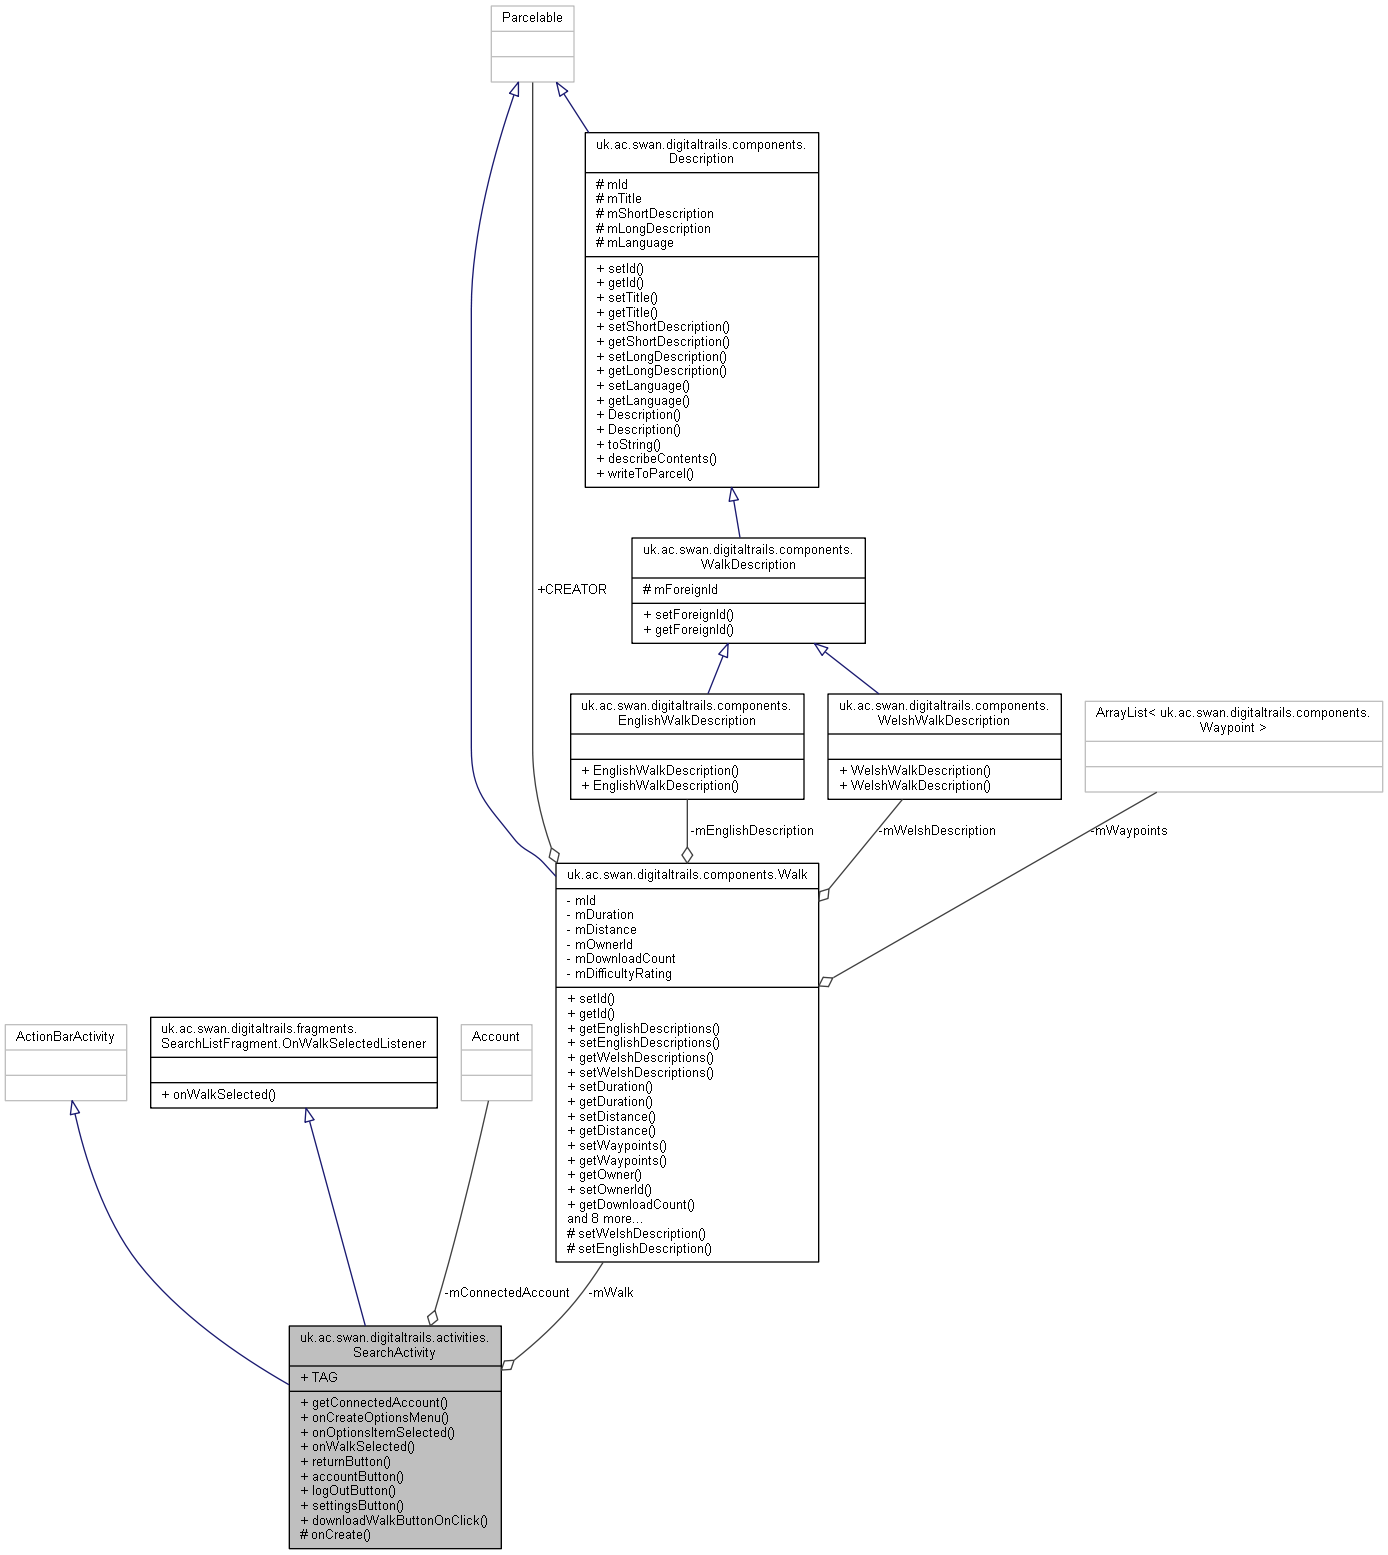 Parcelable
uk.ac.swan.digitaltrails.components.
Description
# mId
# mTitle
# mShortDescription
# mLongDescription
# mLanguage
+ setId()
+ getId()
+ setTitle()
+ getTitle()
+ setShortDescription()
+ getShortDescription()
+ setLongDescription()
+ getLongDescription()
+ setLanguage()
+ getLanguage()
+ Description()
+ Description()
+ toString()
+ describeContents()
+ writeToParcel()
uk.ac.swan.digitaltrails.components.
WalkDescription
# mForeignId
+ setForeignId()
+ getForeignId()
+CREATOR
uk.ac.swan.digitaltrails.components.
EnglishWalkDescription
+ EnglishWalkDescription()
+ EnglishWalkDescription()
uk.ac.swan.digitaltrails.components.
WelshWalkDescription
+ WelshWalkDescription()
+ WelshWalkDescription()
ArrayList< uk.ac.swan.digitaltrails.components.
Waypoint >
-mEnglishDescription
-mWelshDescription
-mWaypoints
uk.ac.swan.digitaltrails.components.Walk
- mId
- mDuration
- mDistance
- mOwnerId
- mDownloadCount
- mDifficultyRating
+ setId()
+ getId()
+ getEnglishDescriptions()
+ setEnglishDescriptions()
+ getWelshDescriptions()
+ setWelshDescriptions()
+ setDuration()
+ getDuration()
+ setDistance()
+ getDistance()
+ setWaypoints()
+ getWaypoints()
+ getOwner()
+ setOwnerId()
+ getDownloadCount()
and 8 more...
# setWelshDescription()
# setEnglishDescription()
ActionBarActivity
uk.ac.swan.digitaltrails.fragments.
SearchListFragment.OnWalkSelectedListener
+ onWalkSelected()
Account
-mConnectedAccount
-mWalk
uk.ac.swan.digitaltrails.activities.
SearchActivity
+ TAG
+ getConnectedAccount()
+ onCreateOptionsMenu()
+ onOptionsItemSelected()
+ onWalkSelected()
+ returnButton()
+ accountButton()
+ logOutButton()
+ settingsButton()
+ downloadWalkButtonOnClick()
# onCreate()